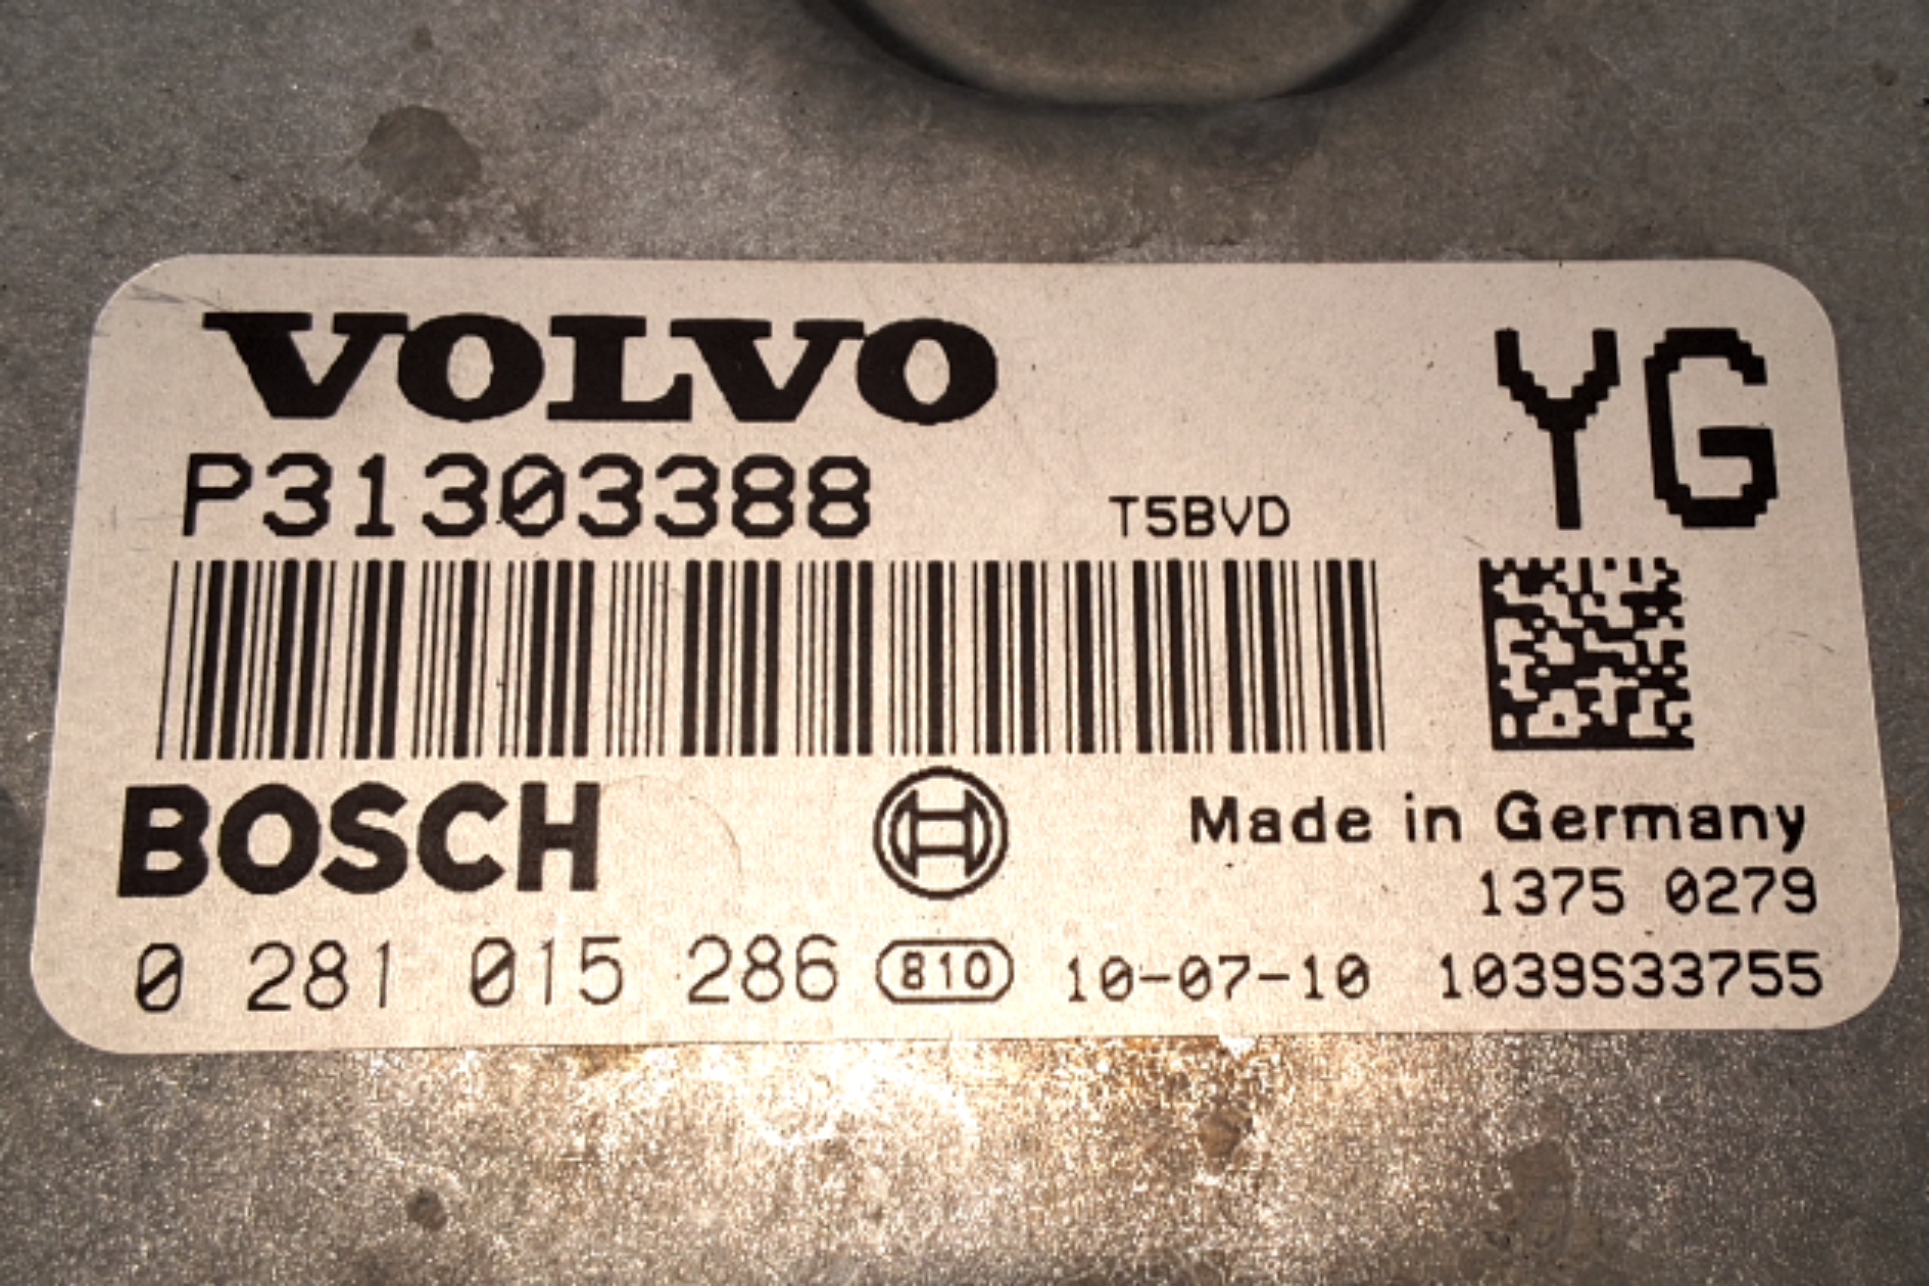 VOLVO YG
P31303388 T5BVD
BOSCH Made in Germany
1375 0279
0 281 015 286 810 10-07-10 1039S33755